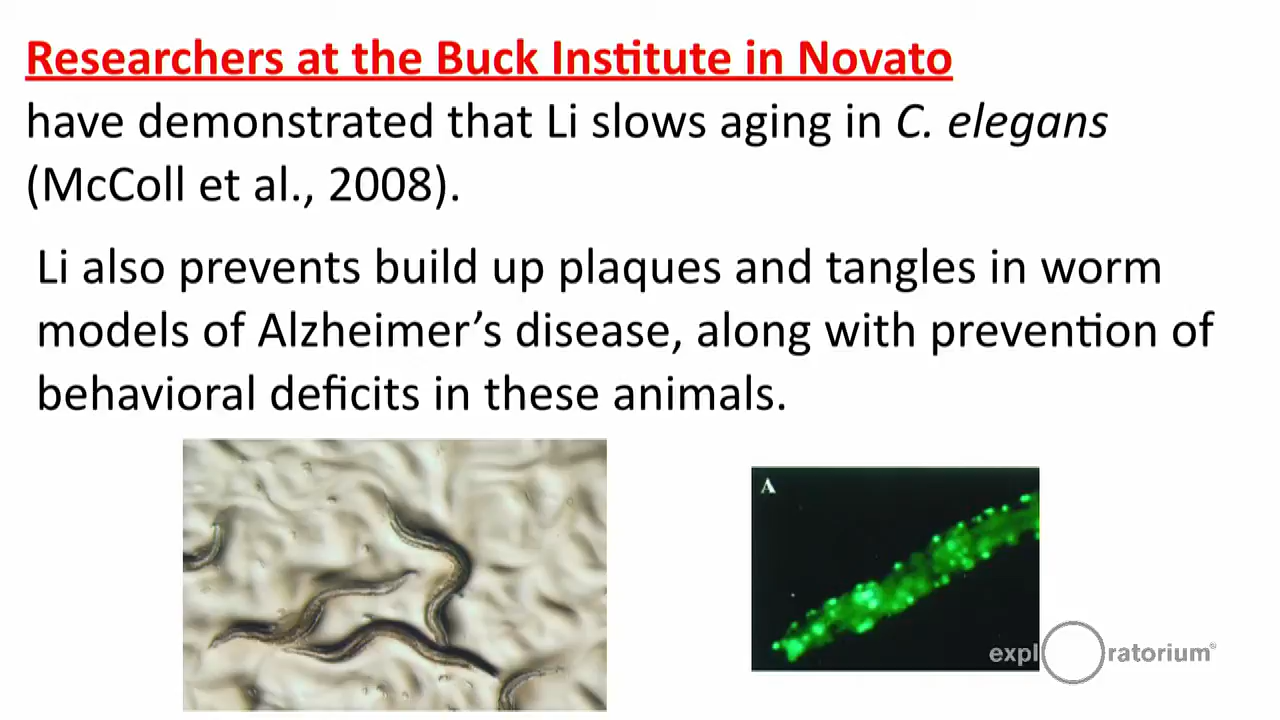 Researchers at the Buck Institute in Novato
have demonstrated that Li slows aging in C. elegans
(McColl et al., 2008).
Li also prevents build up plaques and tangles in worm
models of Alzheimer’s disease, along with prevention of
behavioral deficits in these animals.
A
expl ratorium®